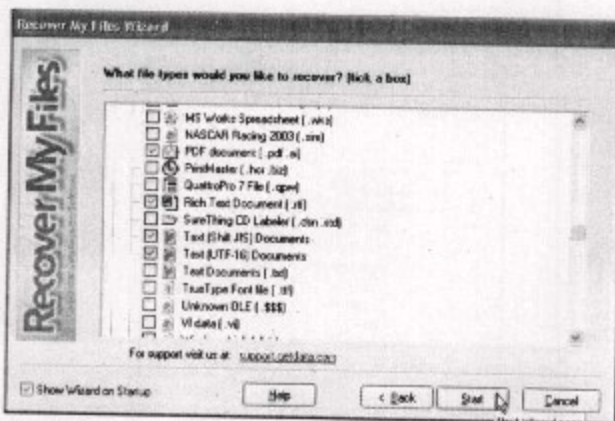 Recover My Files Wizard
RecoverMyFiles
What file types would you like to recover? (tick a box)
MS Works Spreadsheet (.wks)
NASCAR Racing 2003 (.sim)
PDF document (.pdf .ai)
PrintMaster (.hcr .biz)
QuattroPro 7 File (.qpw)
Rich Text Document (.rtf)
SureThing CD Labeler (.dsn .std)
Text (Shift JIS) Documents
Text (UTF-16) Documents
Text Documents (.txt)
TrueType Font file (.ttf)
Unknown OLE (.$$$)
VI data (.vi)
For support visit us at: support.getdata.com
Show Wizard on Startup
Help
< Back
Start
Cancel